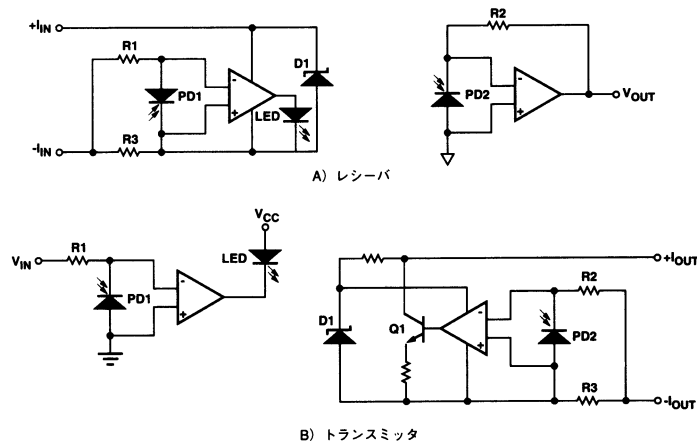 +IIN
R1
PD1
-
+
LED
D1
-IIN
R3
R2
PD2
-
+
VOUT
A) レシーバ
VIN
R1
PD1
-
+
VCC
LED
D1
Q1
-
+
R2
PD2
R3
+IOUT
-IOUT
B) トランスミッタ